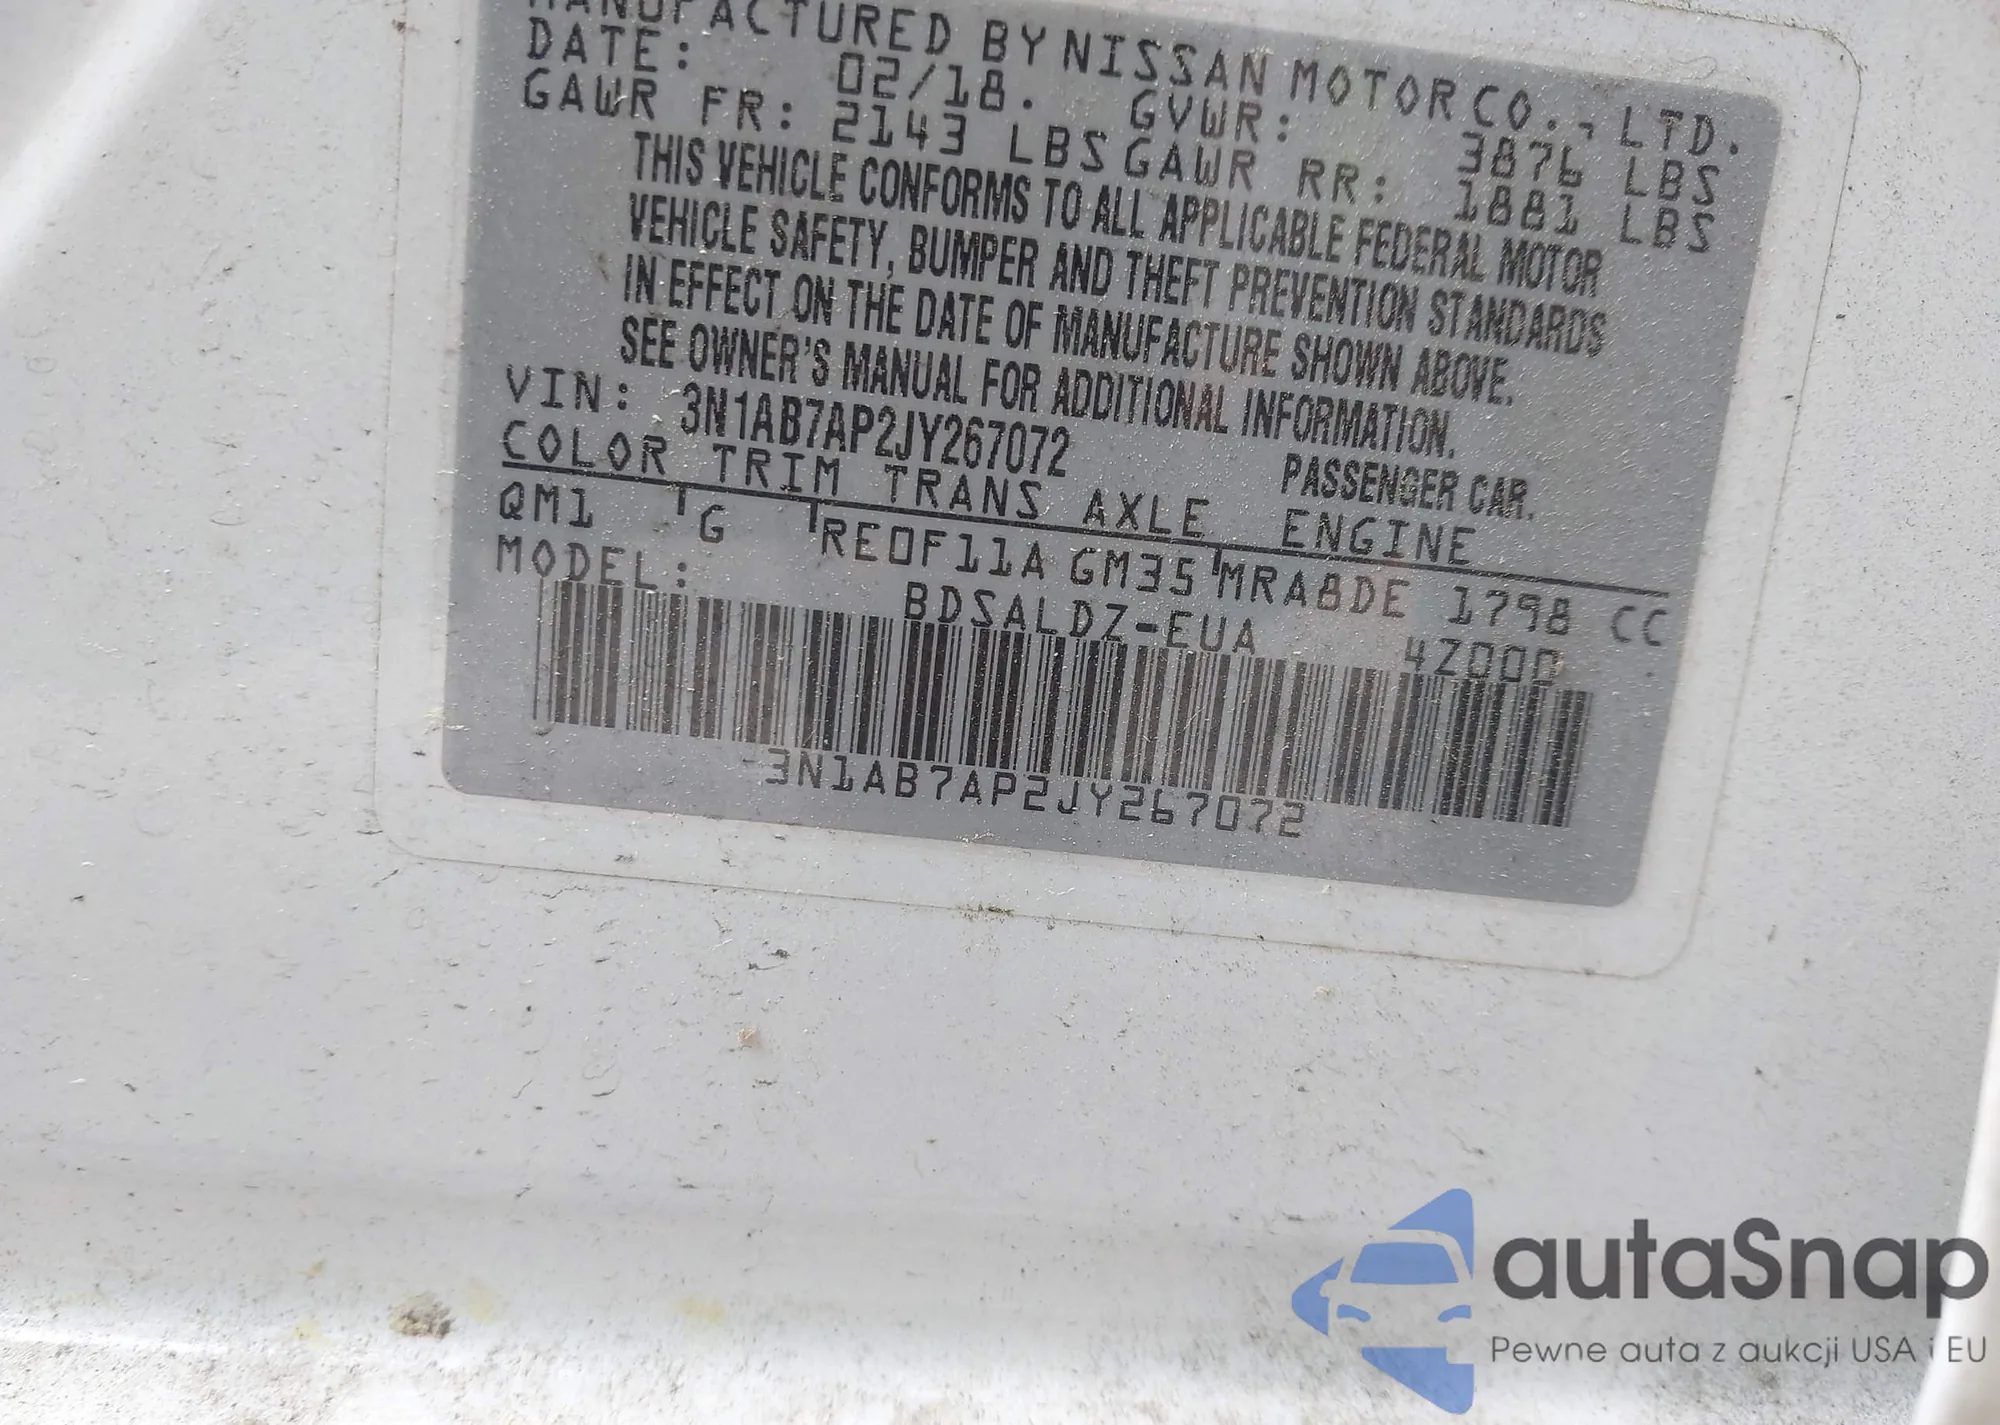 MANUFACTURED BY NISSAN MOTOR CO., LTD.
DATE: 02/18. GVWR: 3876 LBS
GAWR FR: 2143 LBS GAWR RR: 1881 LBS
THIS VEHICLE CONFORMS TO ALL APPLICABLE FEDERAL MOTOR
VEHICLE SAFETY, BUMPER AND THEFT PREVENTION STANDARDS
IN EFFECT ON THE DATE OF MANUFACTURE SHOWN ABOVE.
SEE OWNER'S MANUAL FOR ADDITIONAL INFORMATION.
VIN: 3N1AB7AP2JY267072 PASSENGER CAR.
COLOR TRIM TRANS AXLE ENGINE
QM1 G RE0F11A GM35 MRA8DE 1798 CC
MODEL: BDSALDZ-EUA 4Z000
3N1AB7AP2JY267072
autaSnap
Pewne auta z aukcji USA i EU